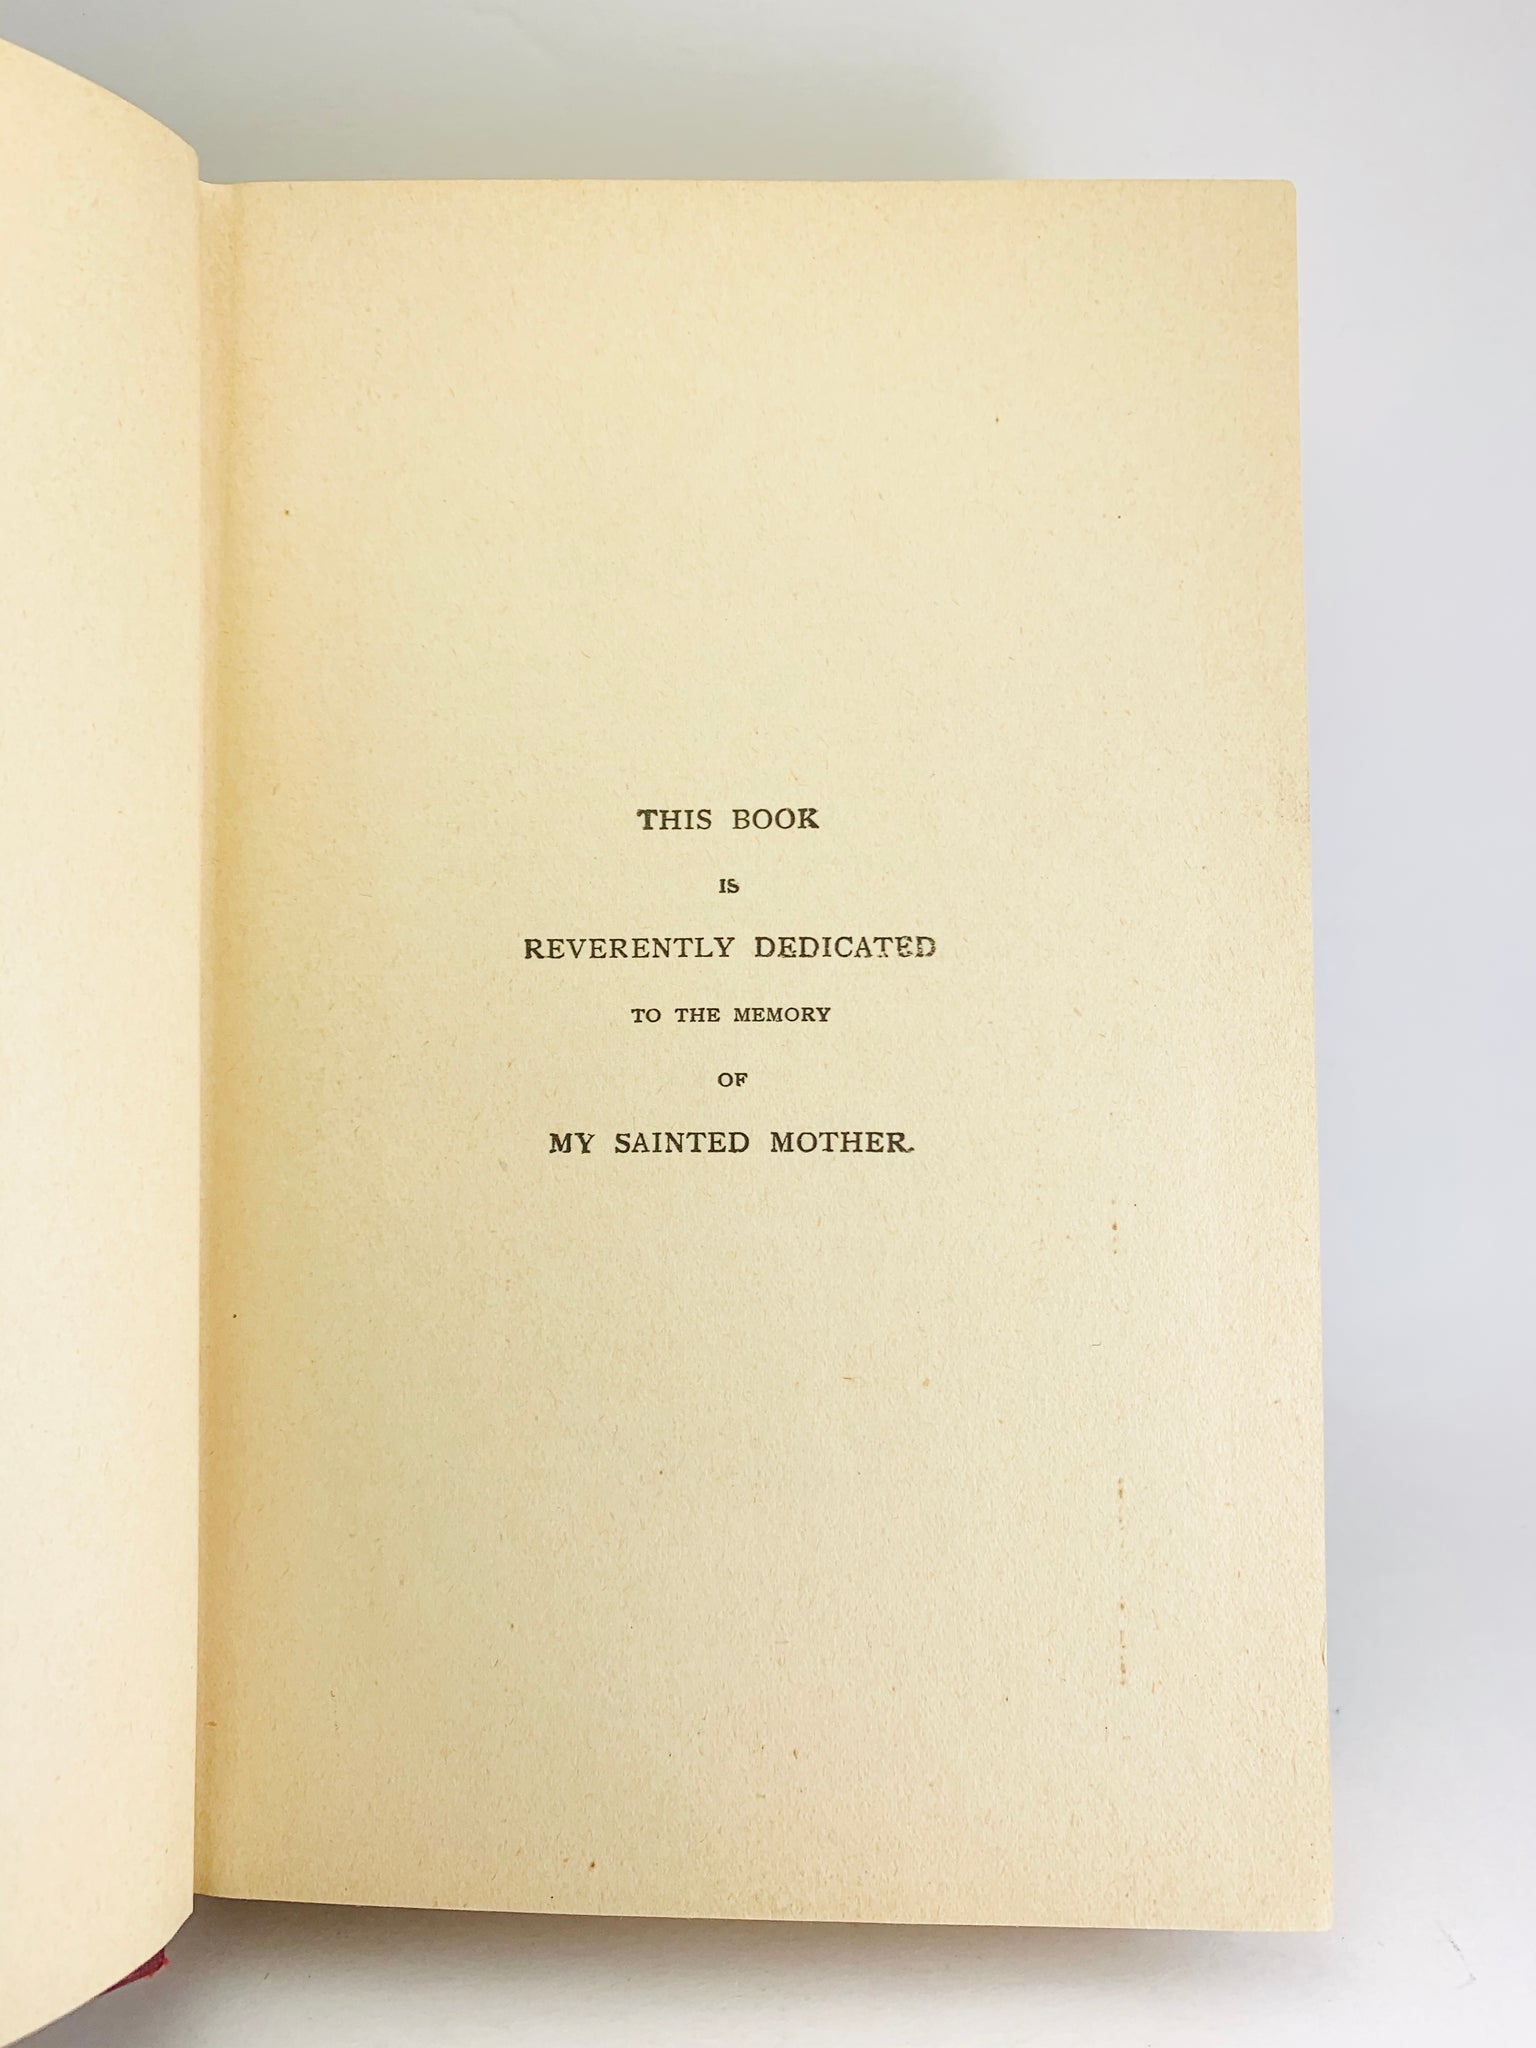 THIS BOOK
IS
REVERENTLY DEDICATED
TO THE MEMORY
OF
MY SAINTED MOTHER.